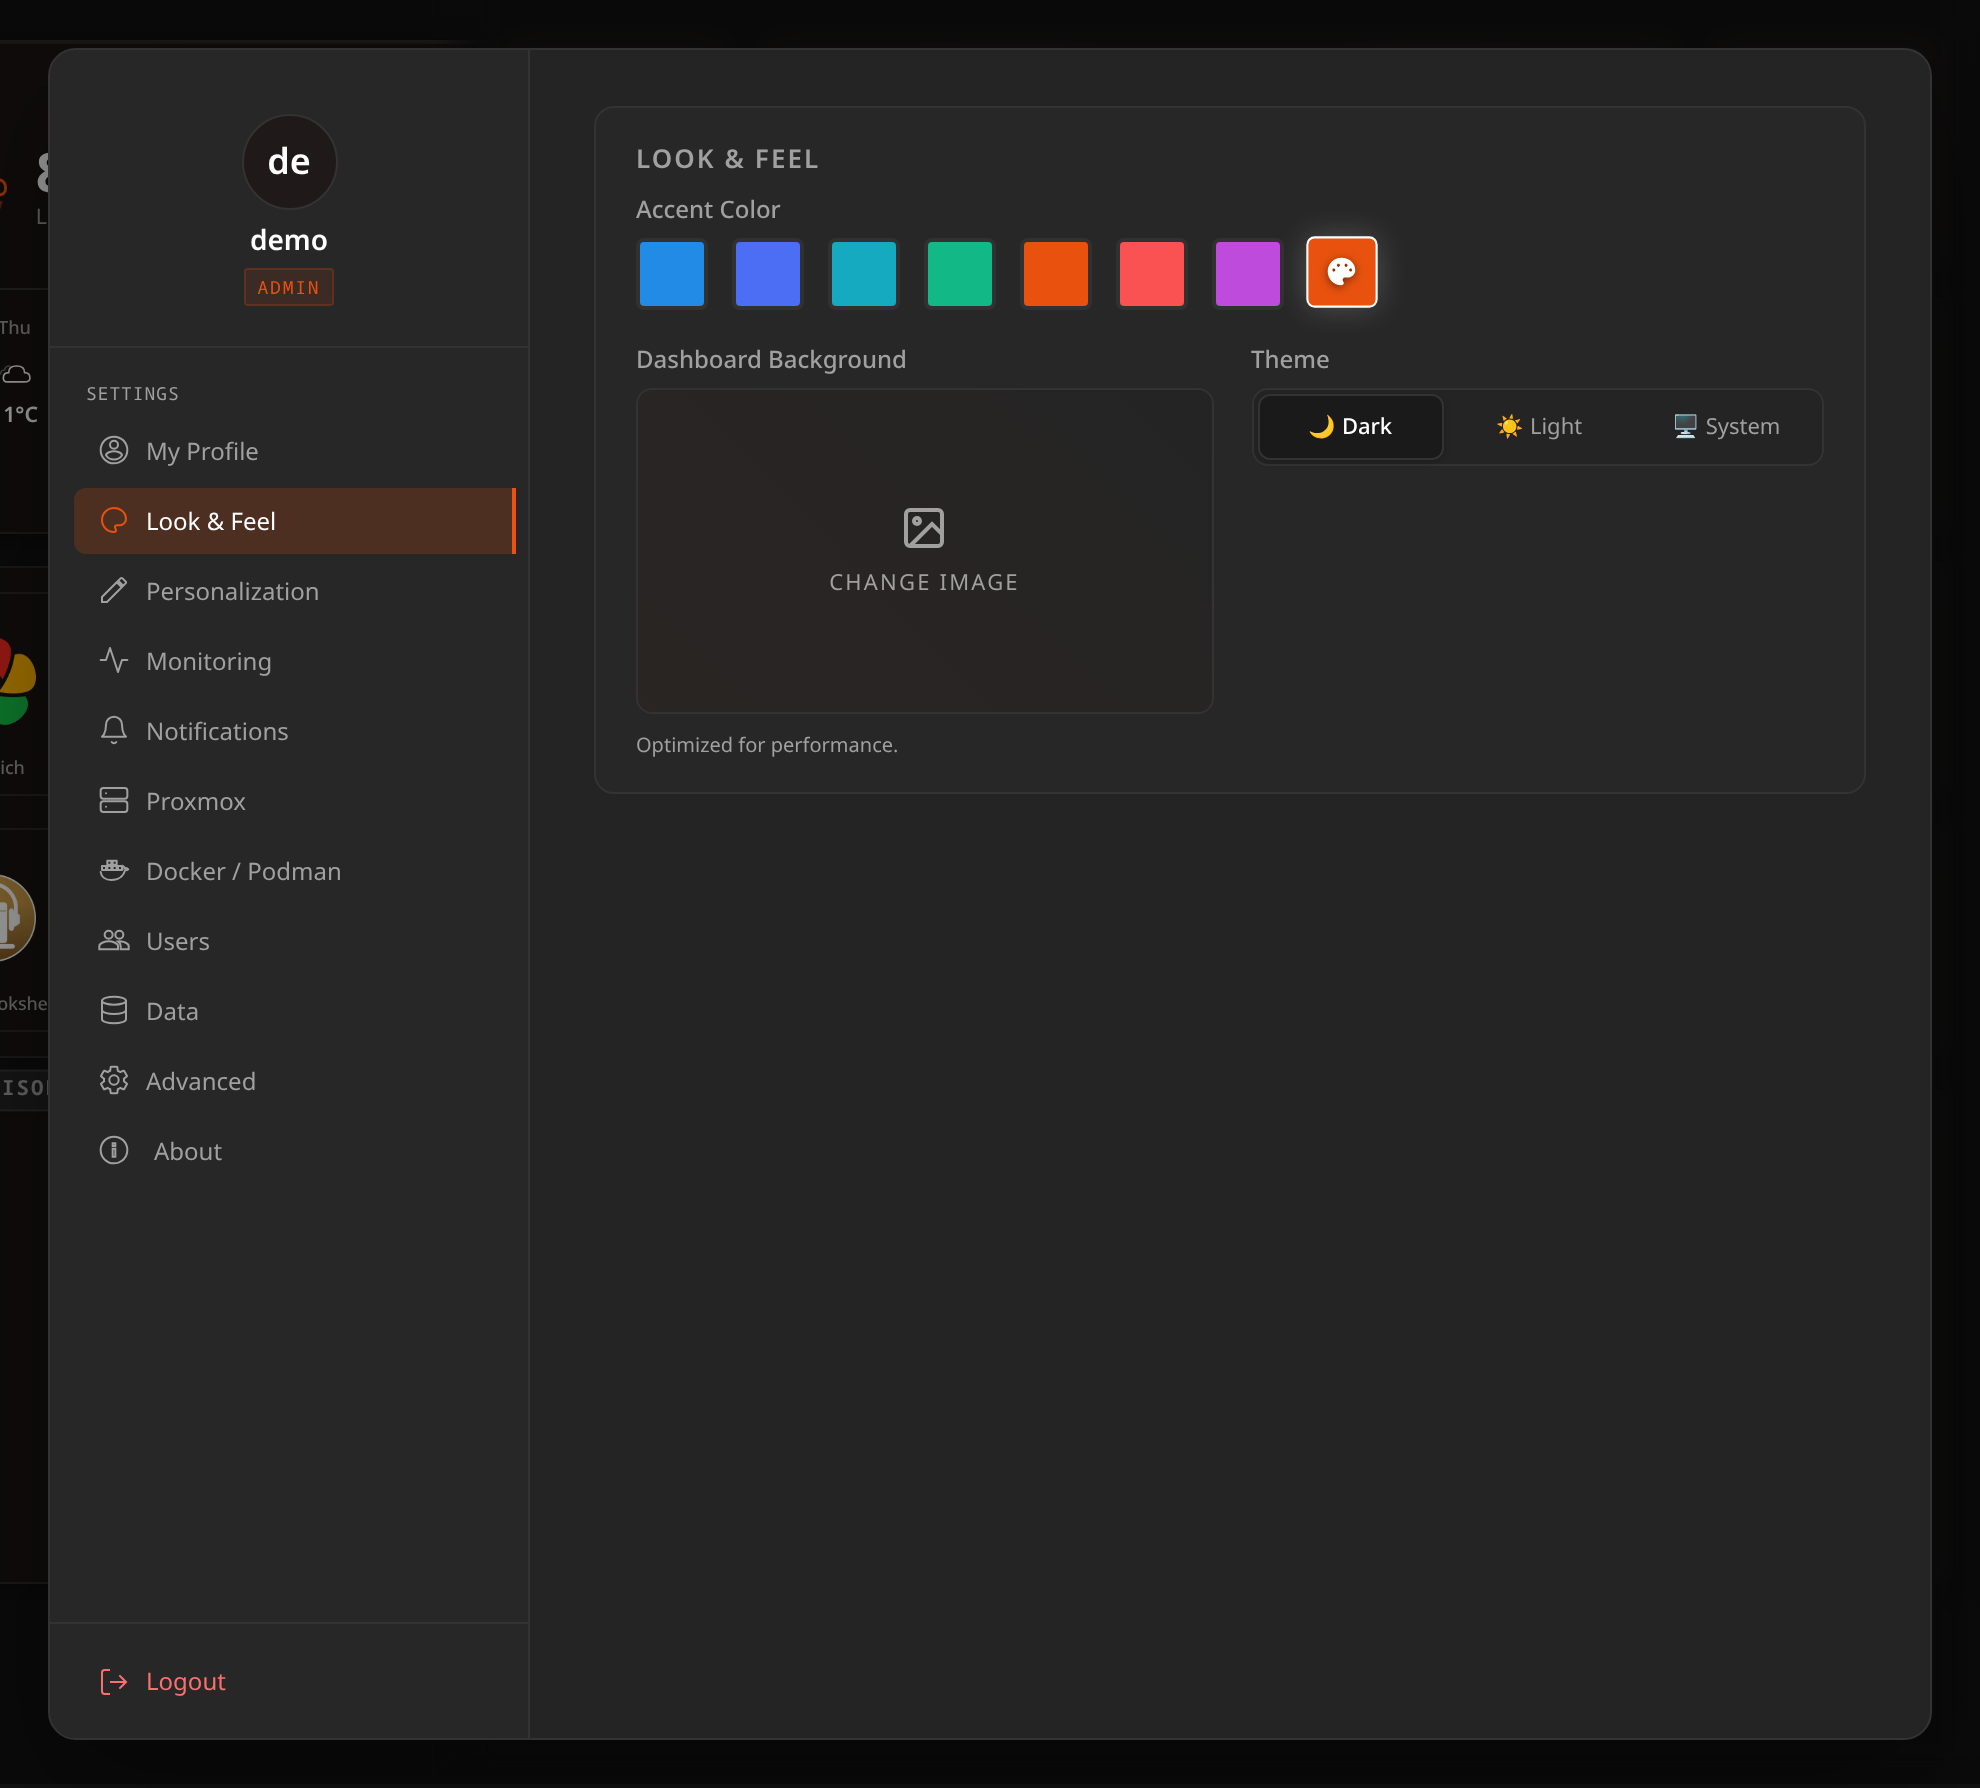 de
demo
ADMIN
SETTINGS
My Profile
Look & Feel
Personalization
Monitoring
Notifications
Proxmox
Docker / Podman
Users
Data
Advanced
About
Logout
LOOK & FEEL
Accent Color
Dashboard Background
CHANGE IMAGE
Optimized for performance.
Theme
Dark
Light
System
Thu
1°C